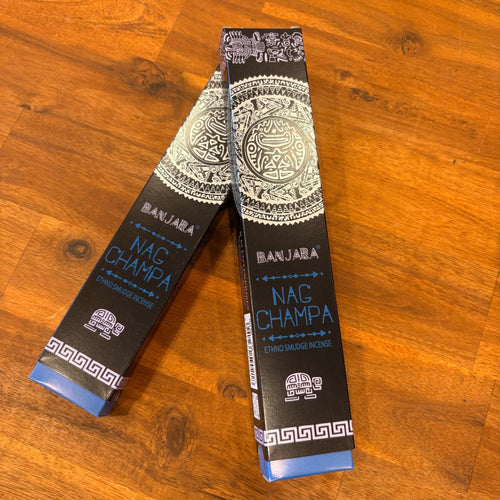 BANJARA®
NAG
CHAMPA
ETHNO SMUDGE INCENSE
BANJARA®
NAG
CHAMPA
ETHNO SMUDGE INCENSE